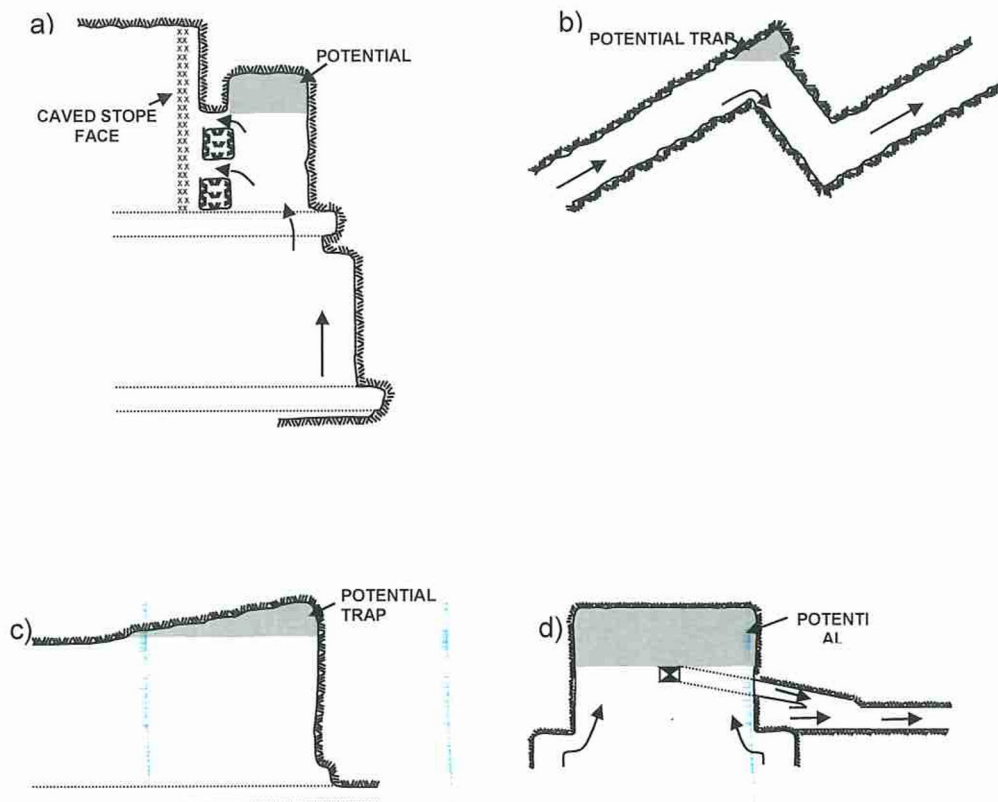 a)
POTENTIAL
CAVED STOPE
FACE
b)
POTENTIAL TRAP
c)
POTENTIAL
TRAP
d)
POTENTI
AL